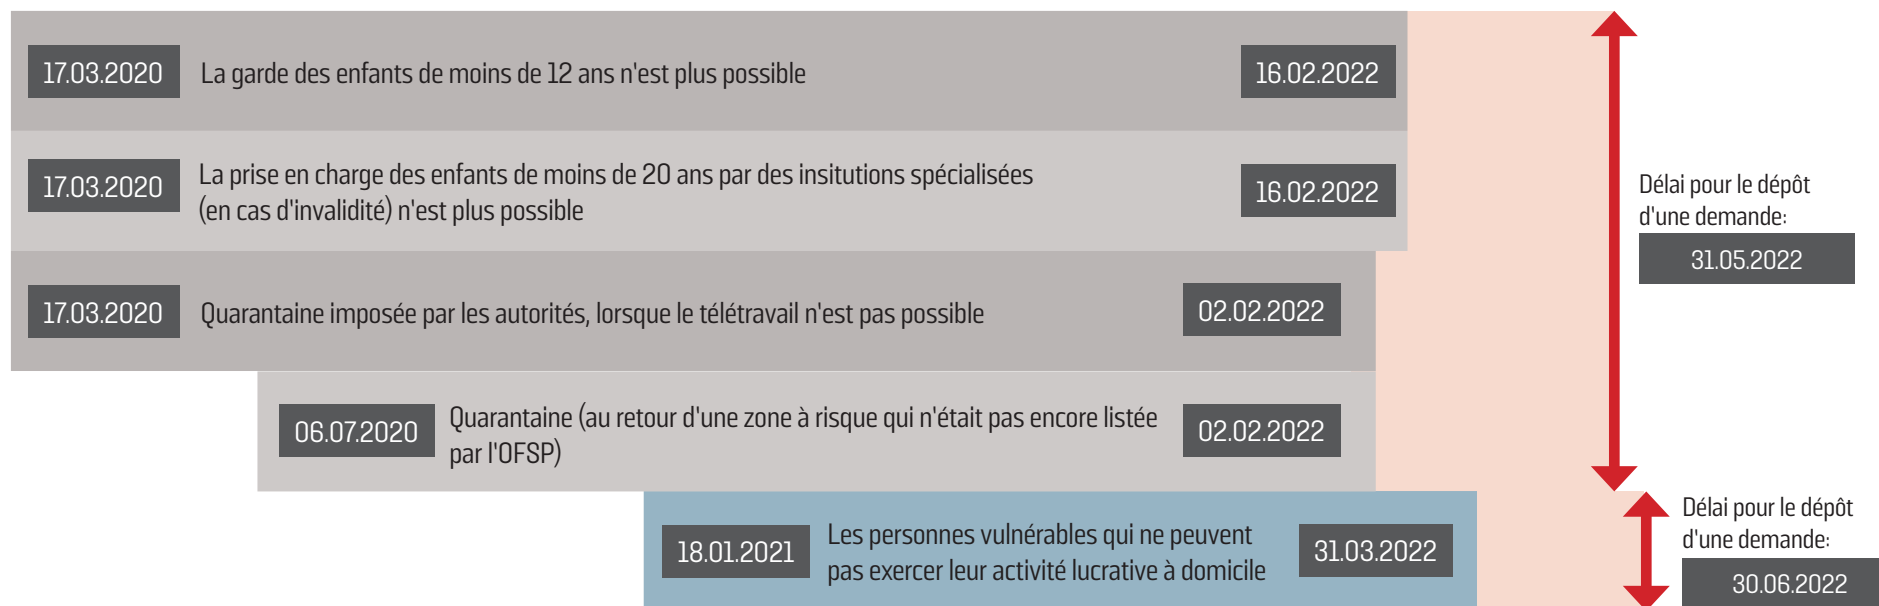 17.03.2020 La garde des enfants de moins de 12 ans n'est plus possible 16.02.2022
17.03.2020 La prise en charge des enfants de moins de 20 ans par des insitutions spécialisées
(en cas d'invalidité) n'est plus possible 16.02.2022
Délai pour le dépôt
d'une demande:
31.05.2022
17.03.2020 Quarantaine imposée par les autorités, lorsque le télétravail n'est pas possible 02.02.2022
06.07.2020 Quarantaine (au retour d'une zone à risque qui n'était pas encore listée
par l'OFSP) 02.02.2022
18.01.2021 Les personnes vulnérables qui ne peuvent
pas exercer leur activité lucrative à domicile 31.03.2022
Délai pour le dépôt
d'une demande:
30.06.2022